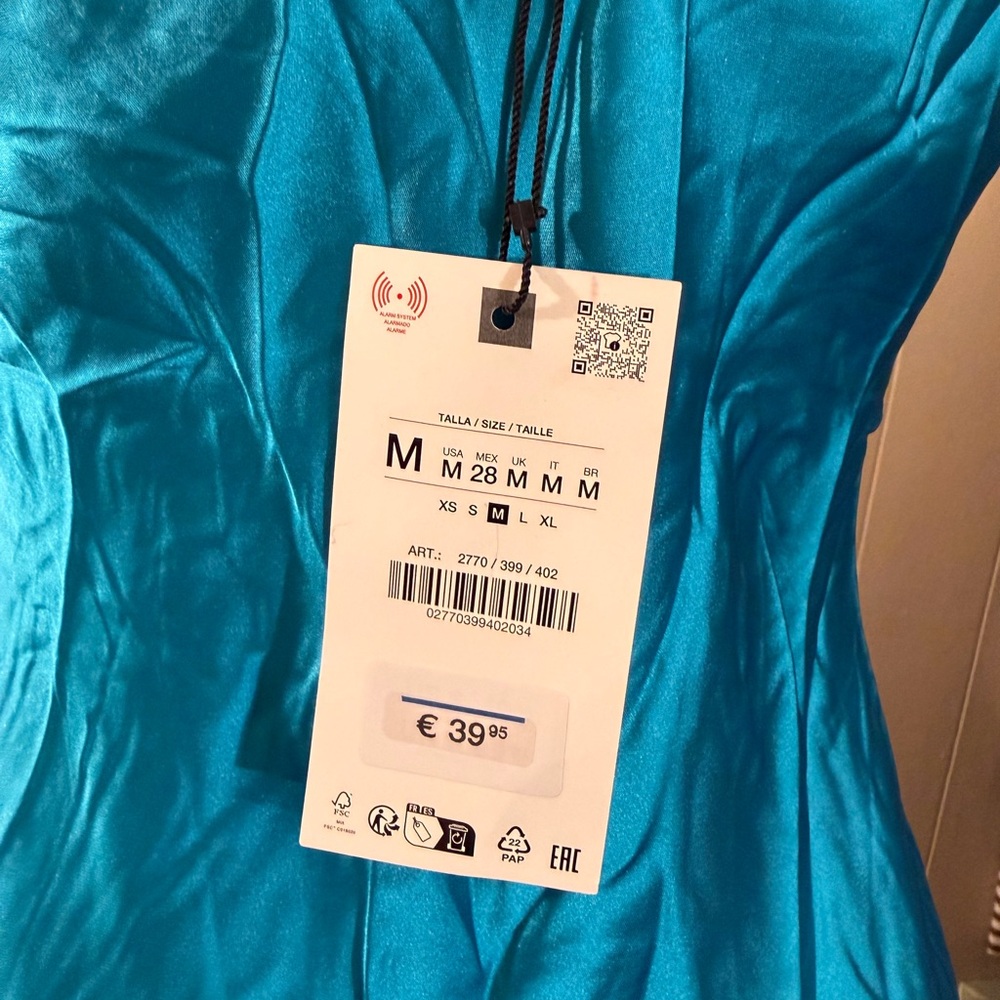 ALARM SYSTEM
ALARMADO
ALARME
TALLA / SIZE / TAILLE
M USA M MEX 28 UK M IT M BR M
XS S M L XL
ART.: 2770 / 399 / 402
02770399402034
€ 39 95
FR ES
FSC
22
PAP
EAC